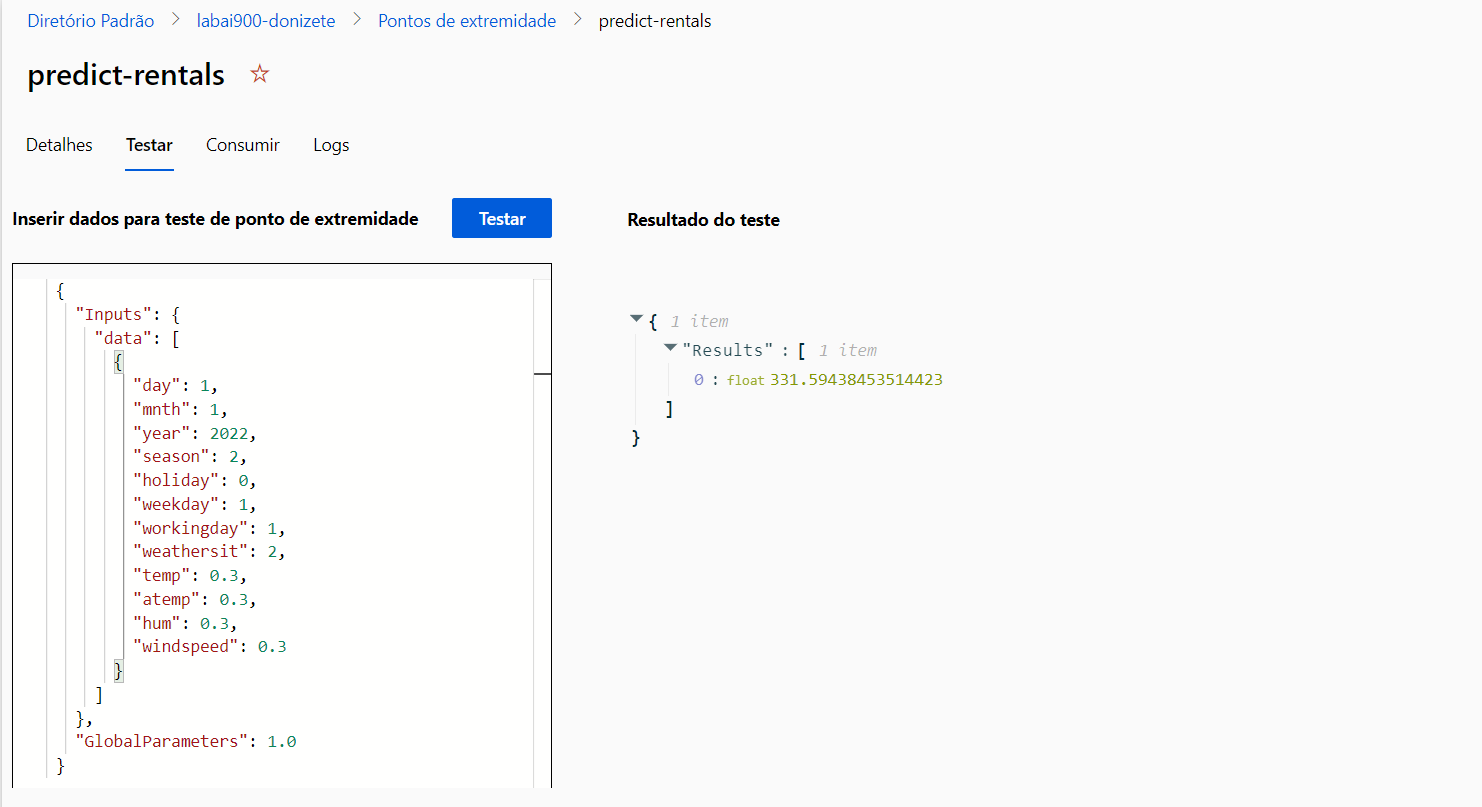 Diretório Padrão > labai900-donizete > Pontos de extremidade > predict-rentals
predict-rentals ☆
Detalhes Testar Consumir Logs
Inserir dados para teste de ponto de extremidade Testar
{
"Inputs": {
"data": [
{
"day": 1,
"mnth": 1,
"year": 2022,
"season": 2,
"holiday": 0,
"weekday": 1,
"workingday": 1,
"weathersit": 2,
"temp": 0.3,
"atemp": 0.3,
"hum": 0.3,
"windspeed": 0.3
}
]
},
"GlobalParameters": 1.0
}
Resultado do teste
{ 1 item
"Results" : [ 1 item
0 : float 331.59438453514423
]
}